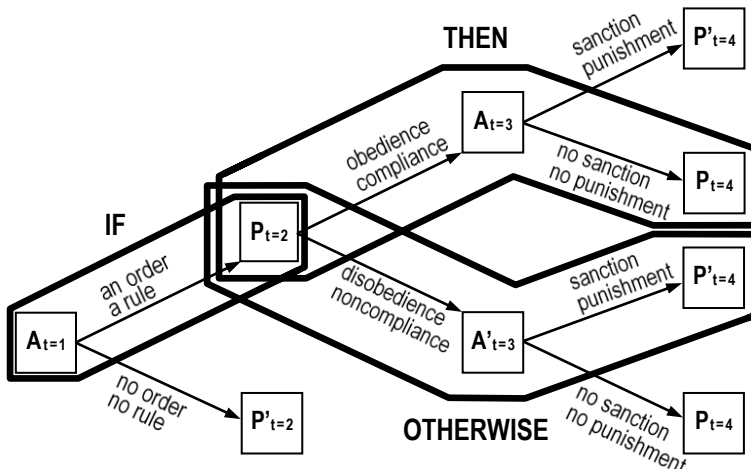 THEN
sanction
punishment
P't=4
At=3
obedience
compliance
no sanction
no punishment
Pt=4
IF
Pt=2
an order
a rule
disobedience
noncompliance
sanction
punishment
P't=4
At=1
A't=3
no order
no rule
P't=2
OTHERWISE
no sanction
no punishment
Pt=4